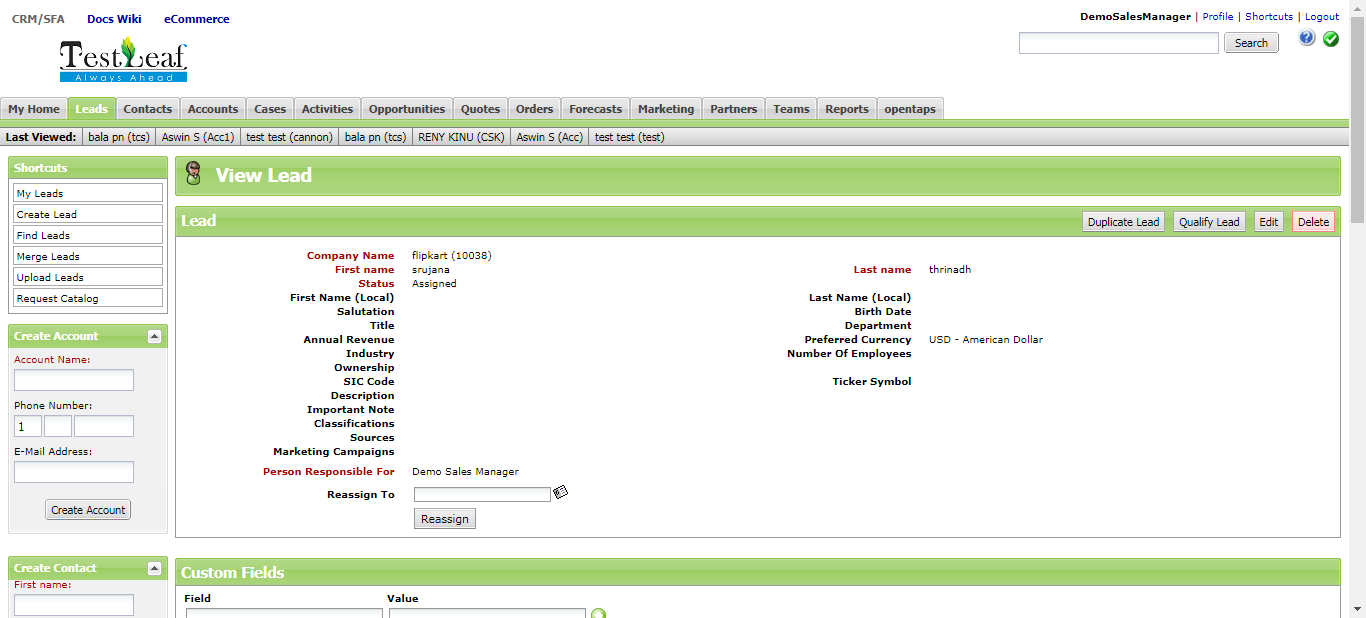 CRM/SFA Docs Wiki eCommerce
DemoSalesManager | Profile | Shortcuts | Logout
TestLeaf
Always Ahead
Search
My Home Leads Contacts Accounts Cases Activities Opportunities Quotes Orders Forecasts Marketing Partners Teams Reports opentaps
Last Viewed: bala pn (tcs) Aswin S (Acc1) test test (cannon) bala pn (tcs) RENY KINU (CSK) Aswin S (Acc) test test (test)
Shortcuts
My Leads
Create Lead
Find Leads
Merge Leads
Upload Leads
Request Catalog
Create Account
Account Name:
Phone Number:
1
E-Mail Address:
Create Account
Create Contact
First name:
View Lead
Lead
Duplicate Lead Qualify Lead Edit Delete
Company Name flipkart (10038)
First name srujana Last name thrinadh
Status Assigned
First Name (Local) Last Name (Local)
Salutation Birth Date
Title Department
Annual Revenue Preferred Currency USD - American Dollar
Industry Number Of Employees
Ownership
SIC Code Ticker Symbol
Description
Important Note
Classifications
Sources
Marketing Campaigns
Person Responsible For Demo Sales Manager
Reassign To
Reassign
Custom Fields
Field Value